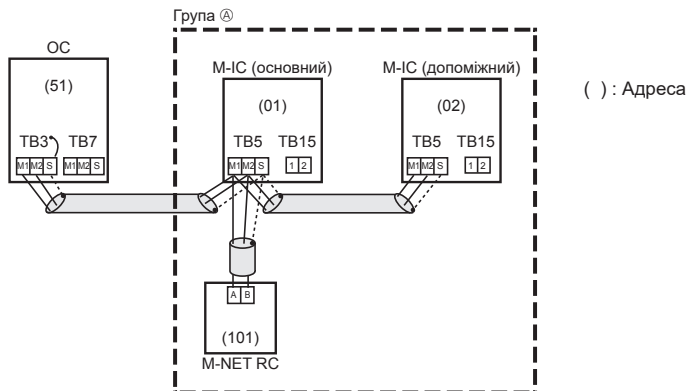 Група Ⓐ
OC
(51)
TB3 TB7
M1 M2 S M1 M2 S
M-IC (основний)
(01)
TB5 TB15
M1 M2 S 1 2
M-IC (допоміжний)
(02)
TB5 TB15
M1 M2 S 1 2
( ) : Адреса
A B
(101)
M-NET RC